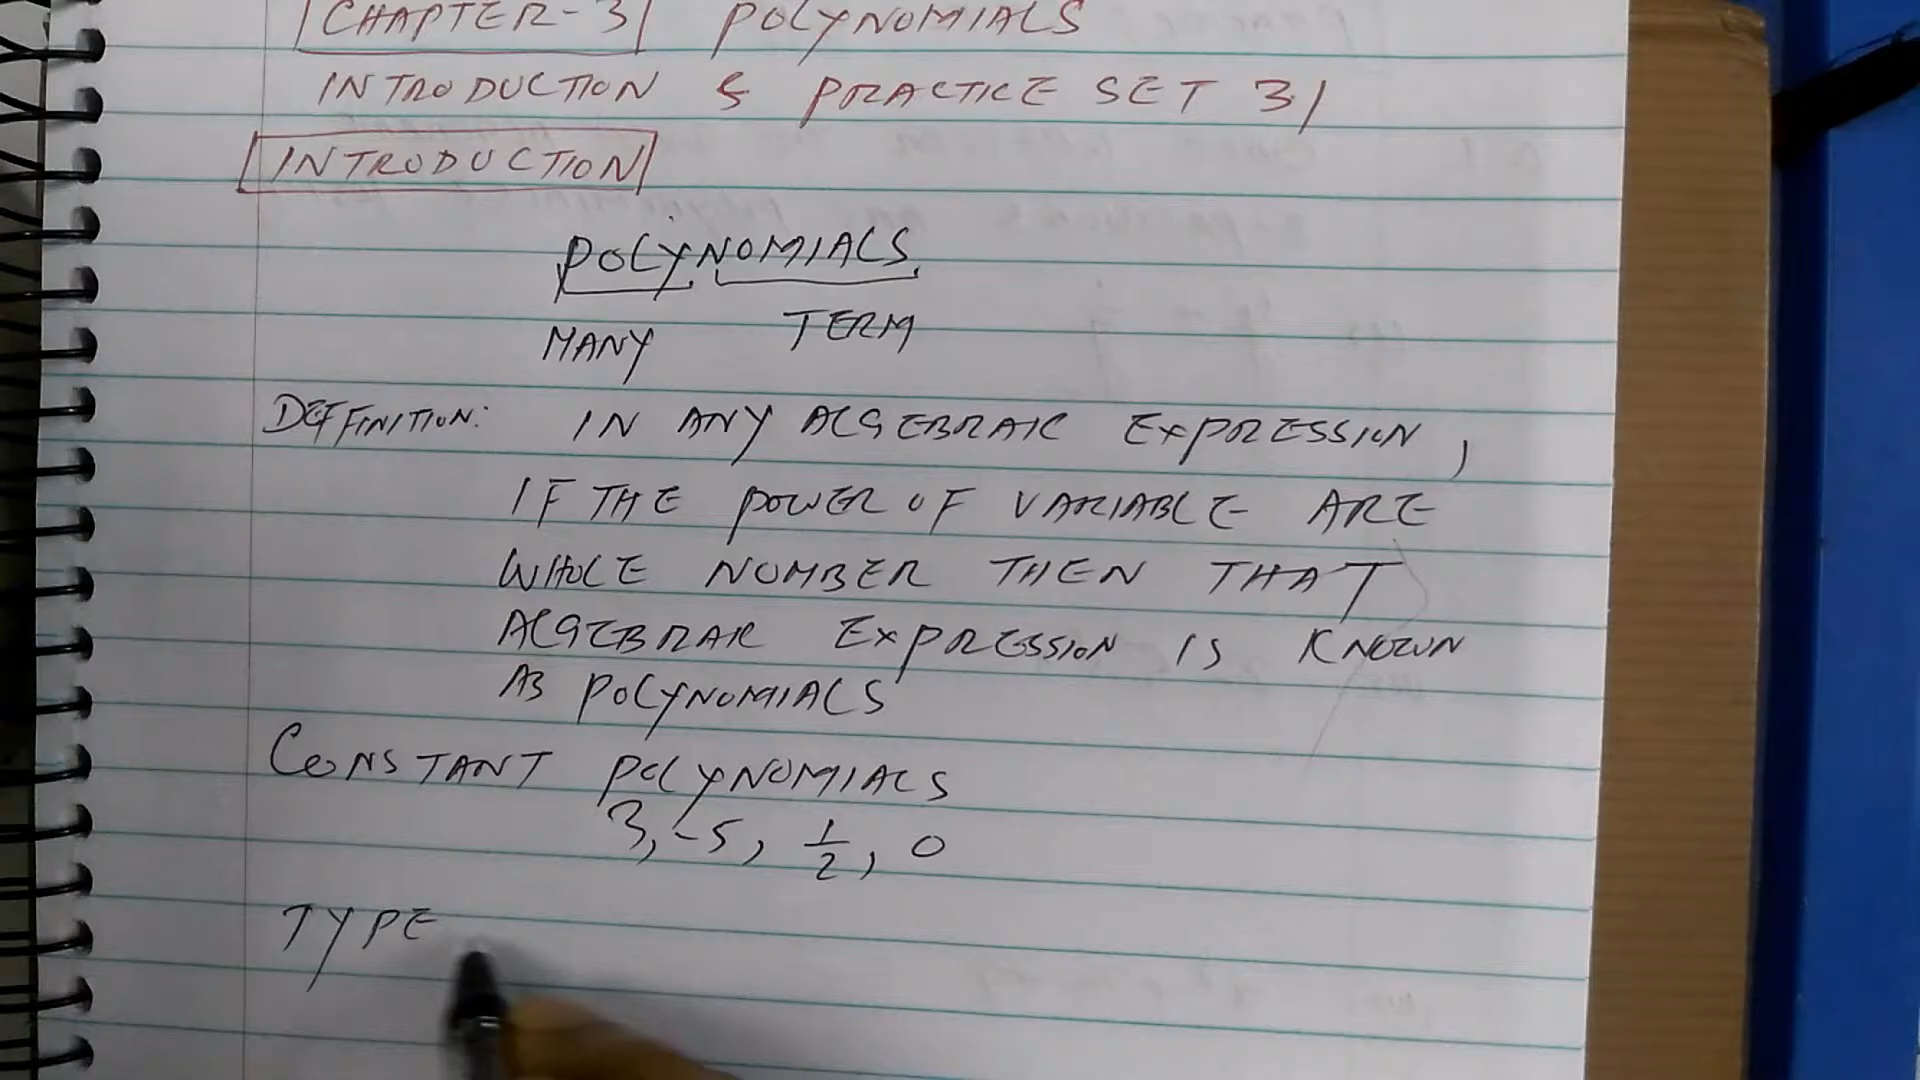 CHAPTER-3 POLYNOMIALS
INTRODUCTION & PRACTICE SET 31
INTRODUCTION
POLYNOMIALS
MANY TERM
DEFFINITION: IN ANY ALGEBRAIC EXPRESSION,
IF THE POWER OF VARIABLE ARE
WHOLE NUMBER THEN THAT
ALGEBRAIC EXPRESSION IS KNOWN
AS POLYNOMIALS
CONSTANT POLYNOMIALS
3, -5, 1/2, 0
TYPE